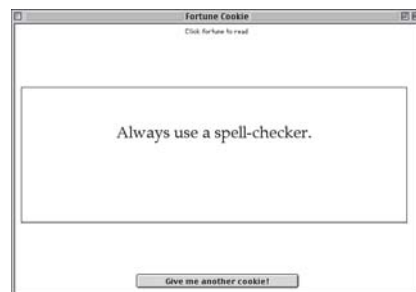 Fortune Cookie
Click fortune to read
Always use a spell-checker.
Give me another cookie!